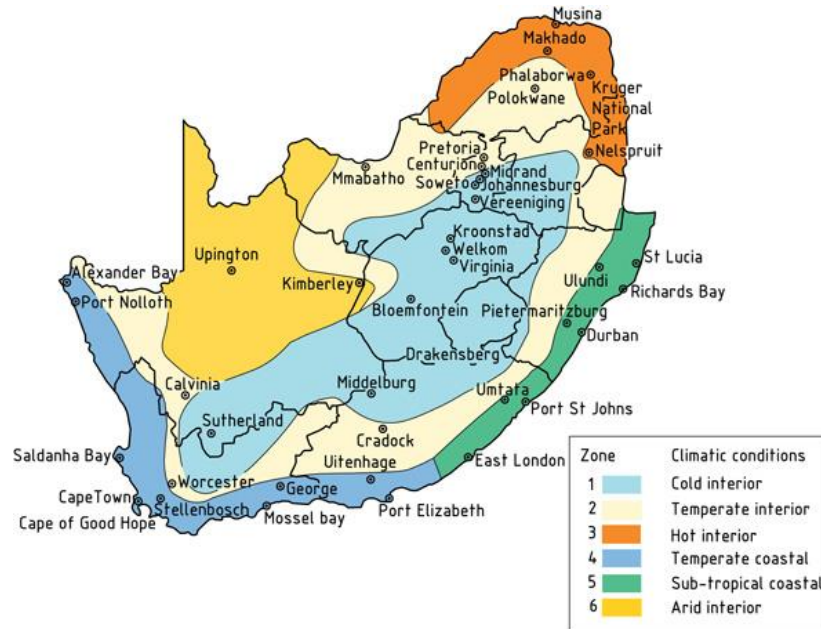 Musina
Makhado
Phalaborwa
Polokwane
Kruger
National
Park
Pretoria
Nelspruit
Centurion
Mmabatho
Midrand
Soweto
Johannesburg
Vereeniging
Kroonstad
Welkom
Virginia
Upington
Alexander Bay
Port Nolloth
Kimberley
Ulundi
St Lucia
Richards Bay
Bloemfontein
Pietermaritzburg
Durban
Drakensberg
Calvinia
Middelburg
Umtata
Port St Johns
Sutherland
Cradock
Saldanha Bay
Uitenhage
East London
Worcester
George
CapeTown
Stellenbosch
Port Elizabeth
Cape of Good Hope
Mossel bay
Zone Climatic conditions
1 Cold interior
2 Temperate interior
3 Hot interior
4 Temperate coastal
5 Sub-tropical coastal
6 Arid interior